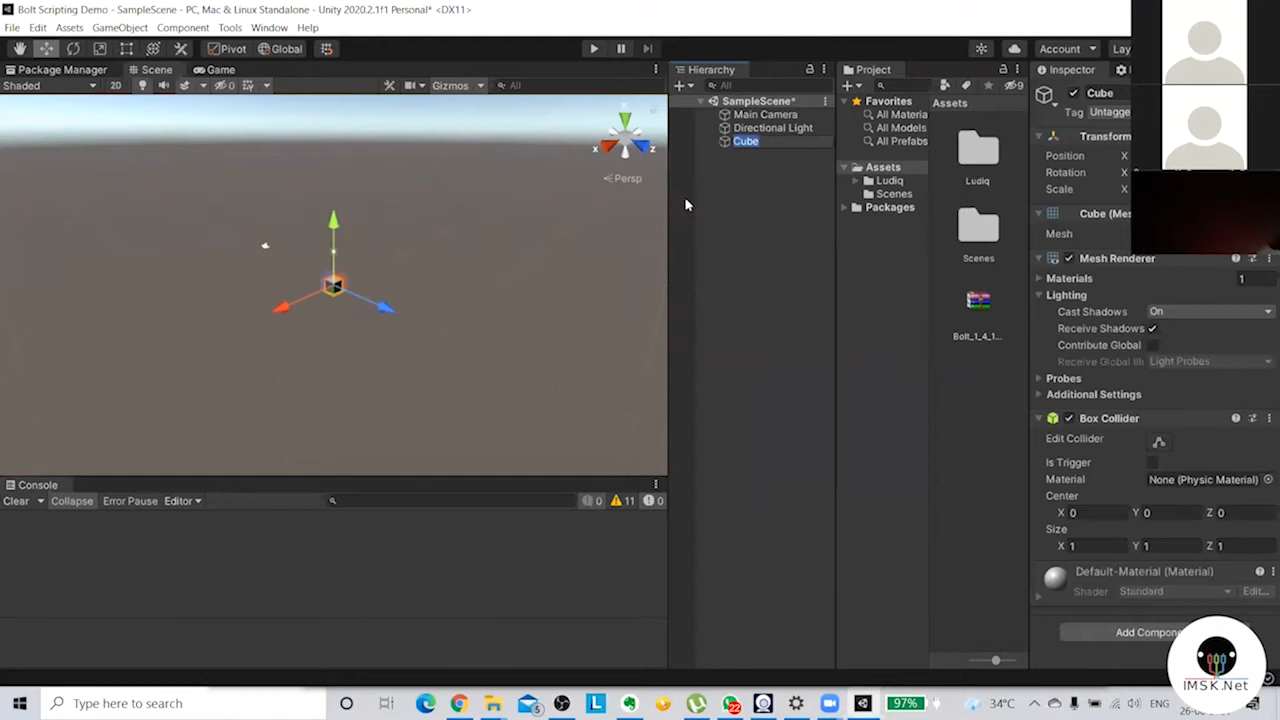 Bolt Scripting Demo - SampleScene - PC, Mac & Linux Standalone - Unity 2020.2.1f1 Personal* <DX11>
File Edit Assets GameObject Component Tools Window Help
Pivot Global Account Lay
Package Manager Scene Game Hierarchy Project Inspector
Shaded 2D 0 Gizmos All All 9
SampleScene* Favorites Assets Cube
Main Camera All Materia Tag Untagge
Directional Light All Models
Cube All Prefabs Transform
x z Position X
Assets Rotation X
Persp Ludiq Ludiq Scale X
Scenes
Packages Cube (Mes
Mesh
Scenes Mesh Renderer
Materials 1
Lighting
Cast Shadows On
Receive Shadows
Bolt_1_4_1... Contribute Global
Receive Global Illu Light Probes
Probes
Additional Settings
Box Collider
Edit Collider
Is Trigger
Material None (Physic Material)
Console Center
Clear Collapse Error Pause Editor 0 11 0
X 0 Y 0 Z 0
Size
X 1 Y 1 Z 1
Default-Material (Material)
Shader Standard Edit...
Add Compone
IMSK.Net
Type here to search 5 22 97% 34°C ENG